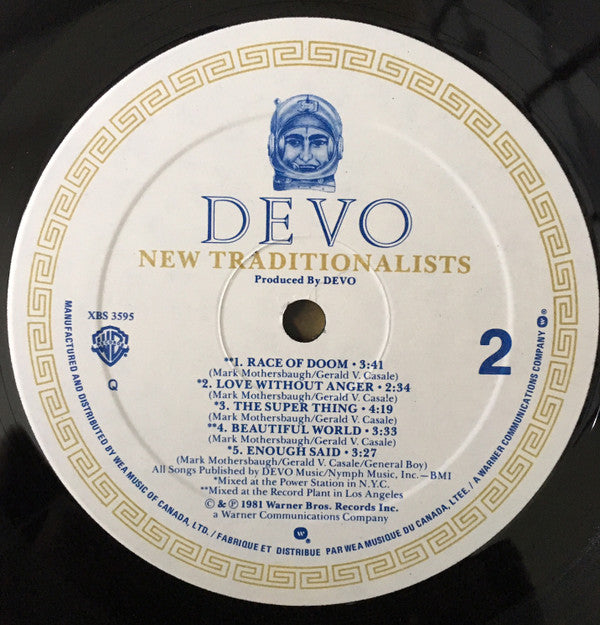 DEVO
NEW TRADITIONALISTS
Produced By DEVO
XBS 3595
WB
Q
2
**1. RACE OF DOOM • 3:41
(Mark Mothersbaugh/Gerald V. Casale)
*2. LOVE WITHOUT ANGER • 2:34
(Mark Mothersbaugh/Gerald V. Casale)
*3. THE SUPER THING • 4:19
(Mark Mothersbaugh/Gerald V. Casale)
**4. BEAUTIFUL WORLD • 3:33
(Mark Mothersbaugh/Gerald V. Casale)
*5. ENOUGH SAID • 3:27
(Mark Mothersbaugh/Gerald V. Casale/General Boy)
All Songs Published by DEVO Music/Nymph Music, Inc.—BMI
*Mixed at the Power Station in N.Y.C.
**Mixed at the Record Plant in Los Angeles
© & ℗ 1981 Warner Bros. Records Inc.
a Warner Communications Company
MANUFACTURED AND DISTRIBUTED BY WEA MUSIC OF CANADA, LTD. / FABRIQUE ET DISTRIBUE PAR WEA MUSIQUE DU CANADA, LTEE. / A WARNER COMMUNICATIONS COMPANY W ®
W